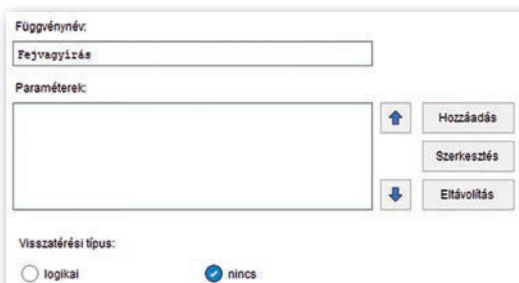 Függvénynév:
Fejvagyírás
Paraméterek:
Hozzáadás
Szerkesztés
Eltávolítás
Visszatérési típus:
logikai nincs